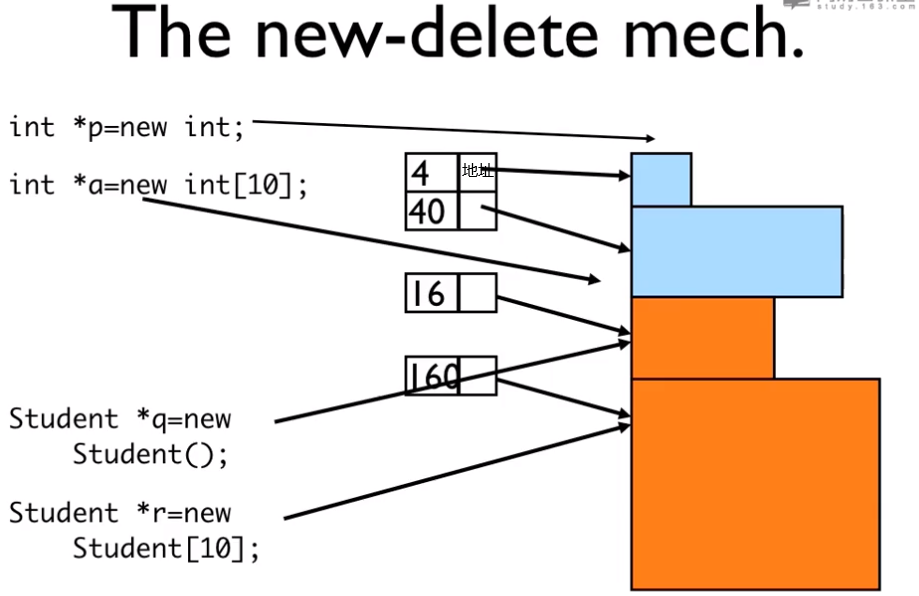 The new-delete mech.
study.163.com
int *p=new int;
int *a=new int[10];
4 地址
40
16
160
Student *q=new
Student();
Student *r=new
Student[10];